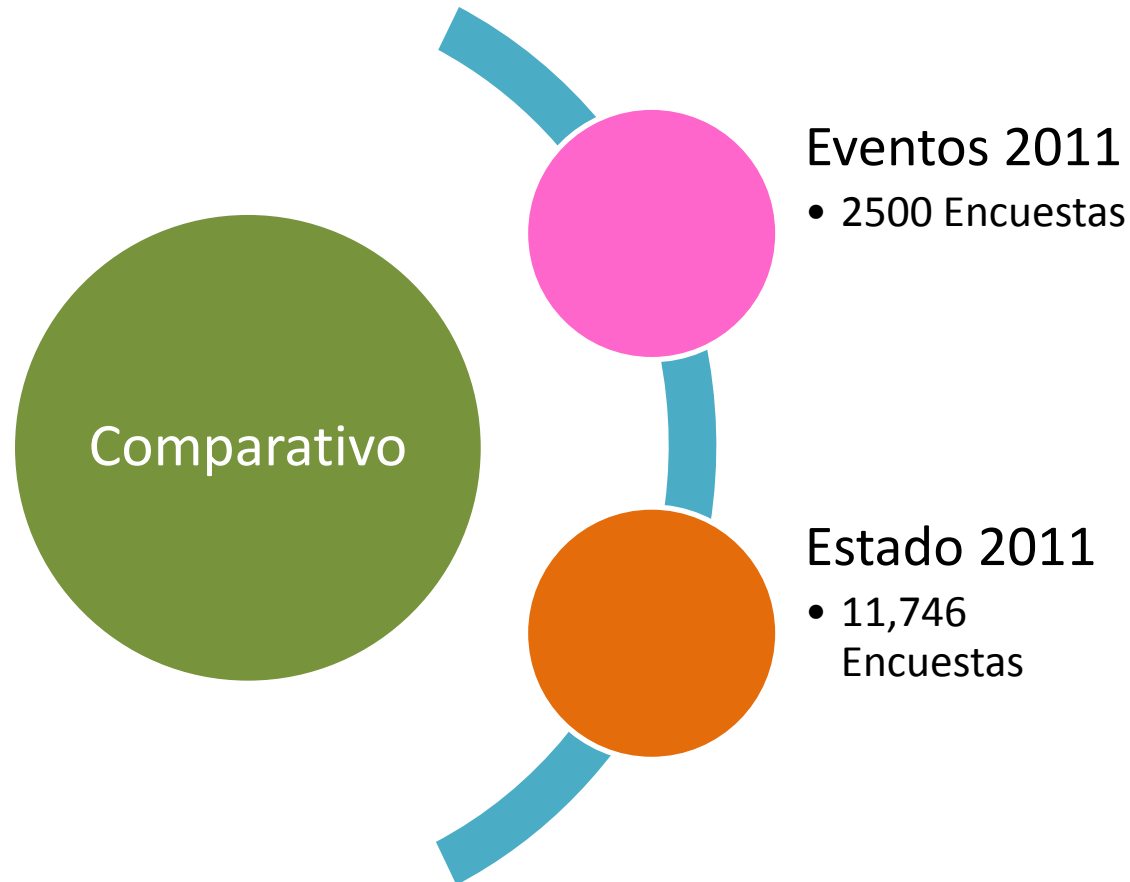 Comparativo
Eventos 2011
• 2500 Encuestas
Estado 2011
• 11,746
Encuestas